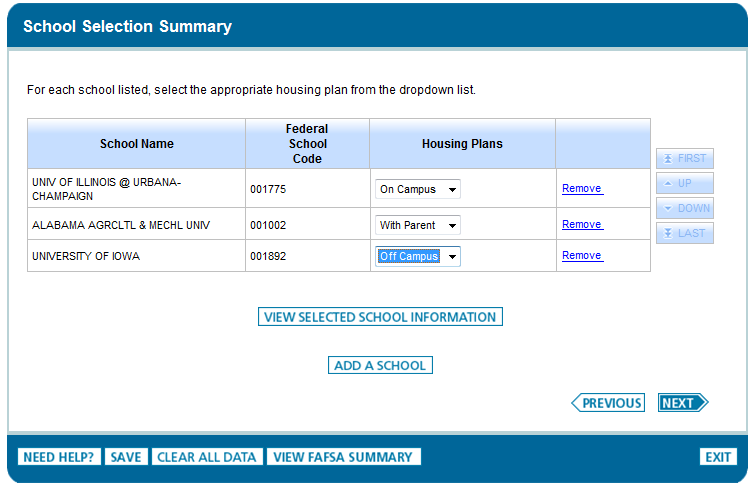 School Selection Summary
For each school listed, select the appropriate housing plan from the dropdown list.
School Name
Federal
School
Code
Housing Plans
UNIV OF ILLINOIS @ URBANA-
CHAMPAIGN
001775
On Campus
Remove
ALABAMA AGRCLTL & MECHL UNIV
001002
With Parent
Remove
UNIVERSITY OF IOWA
001892
Off Campus
Remove
FIRST
UP
DOWN
LAST
VIEW SELECTED SCHOOL INFORMATION
ADD A SCHOOL
PREVIOUS
NEXT
NEED HELP?
SAVE
CLEAR ALL DATA
VIEW FAFSA SUMMARY
EXIT